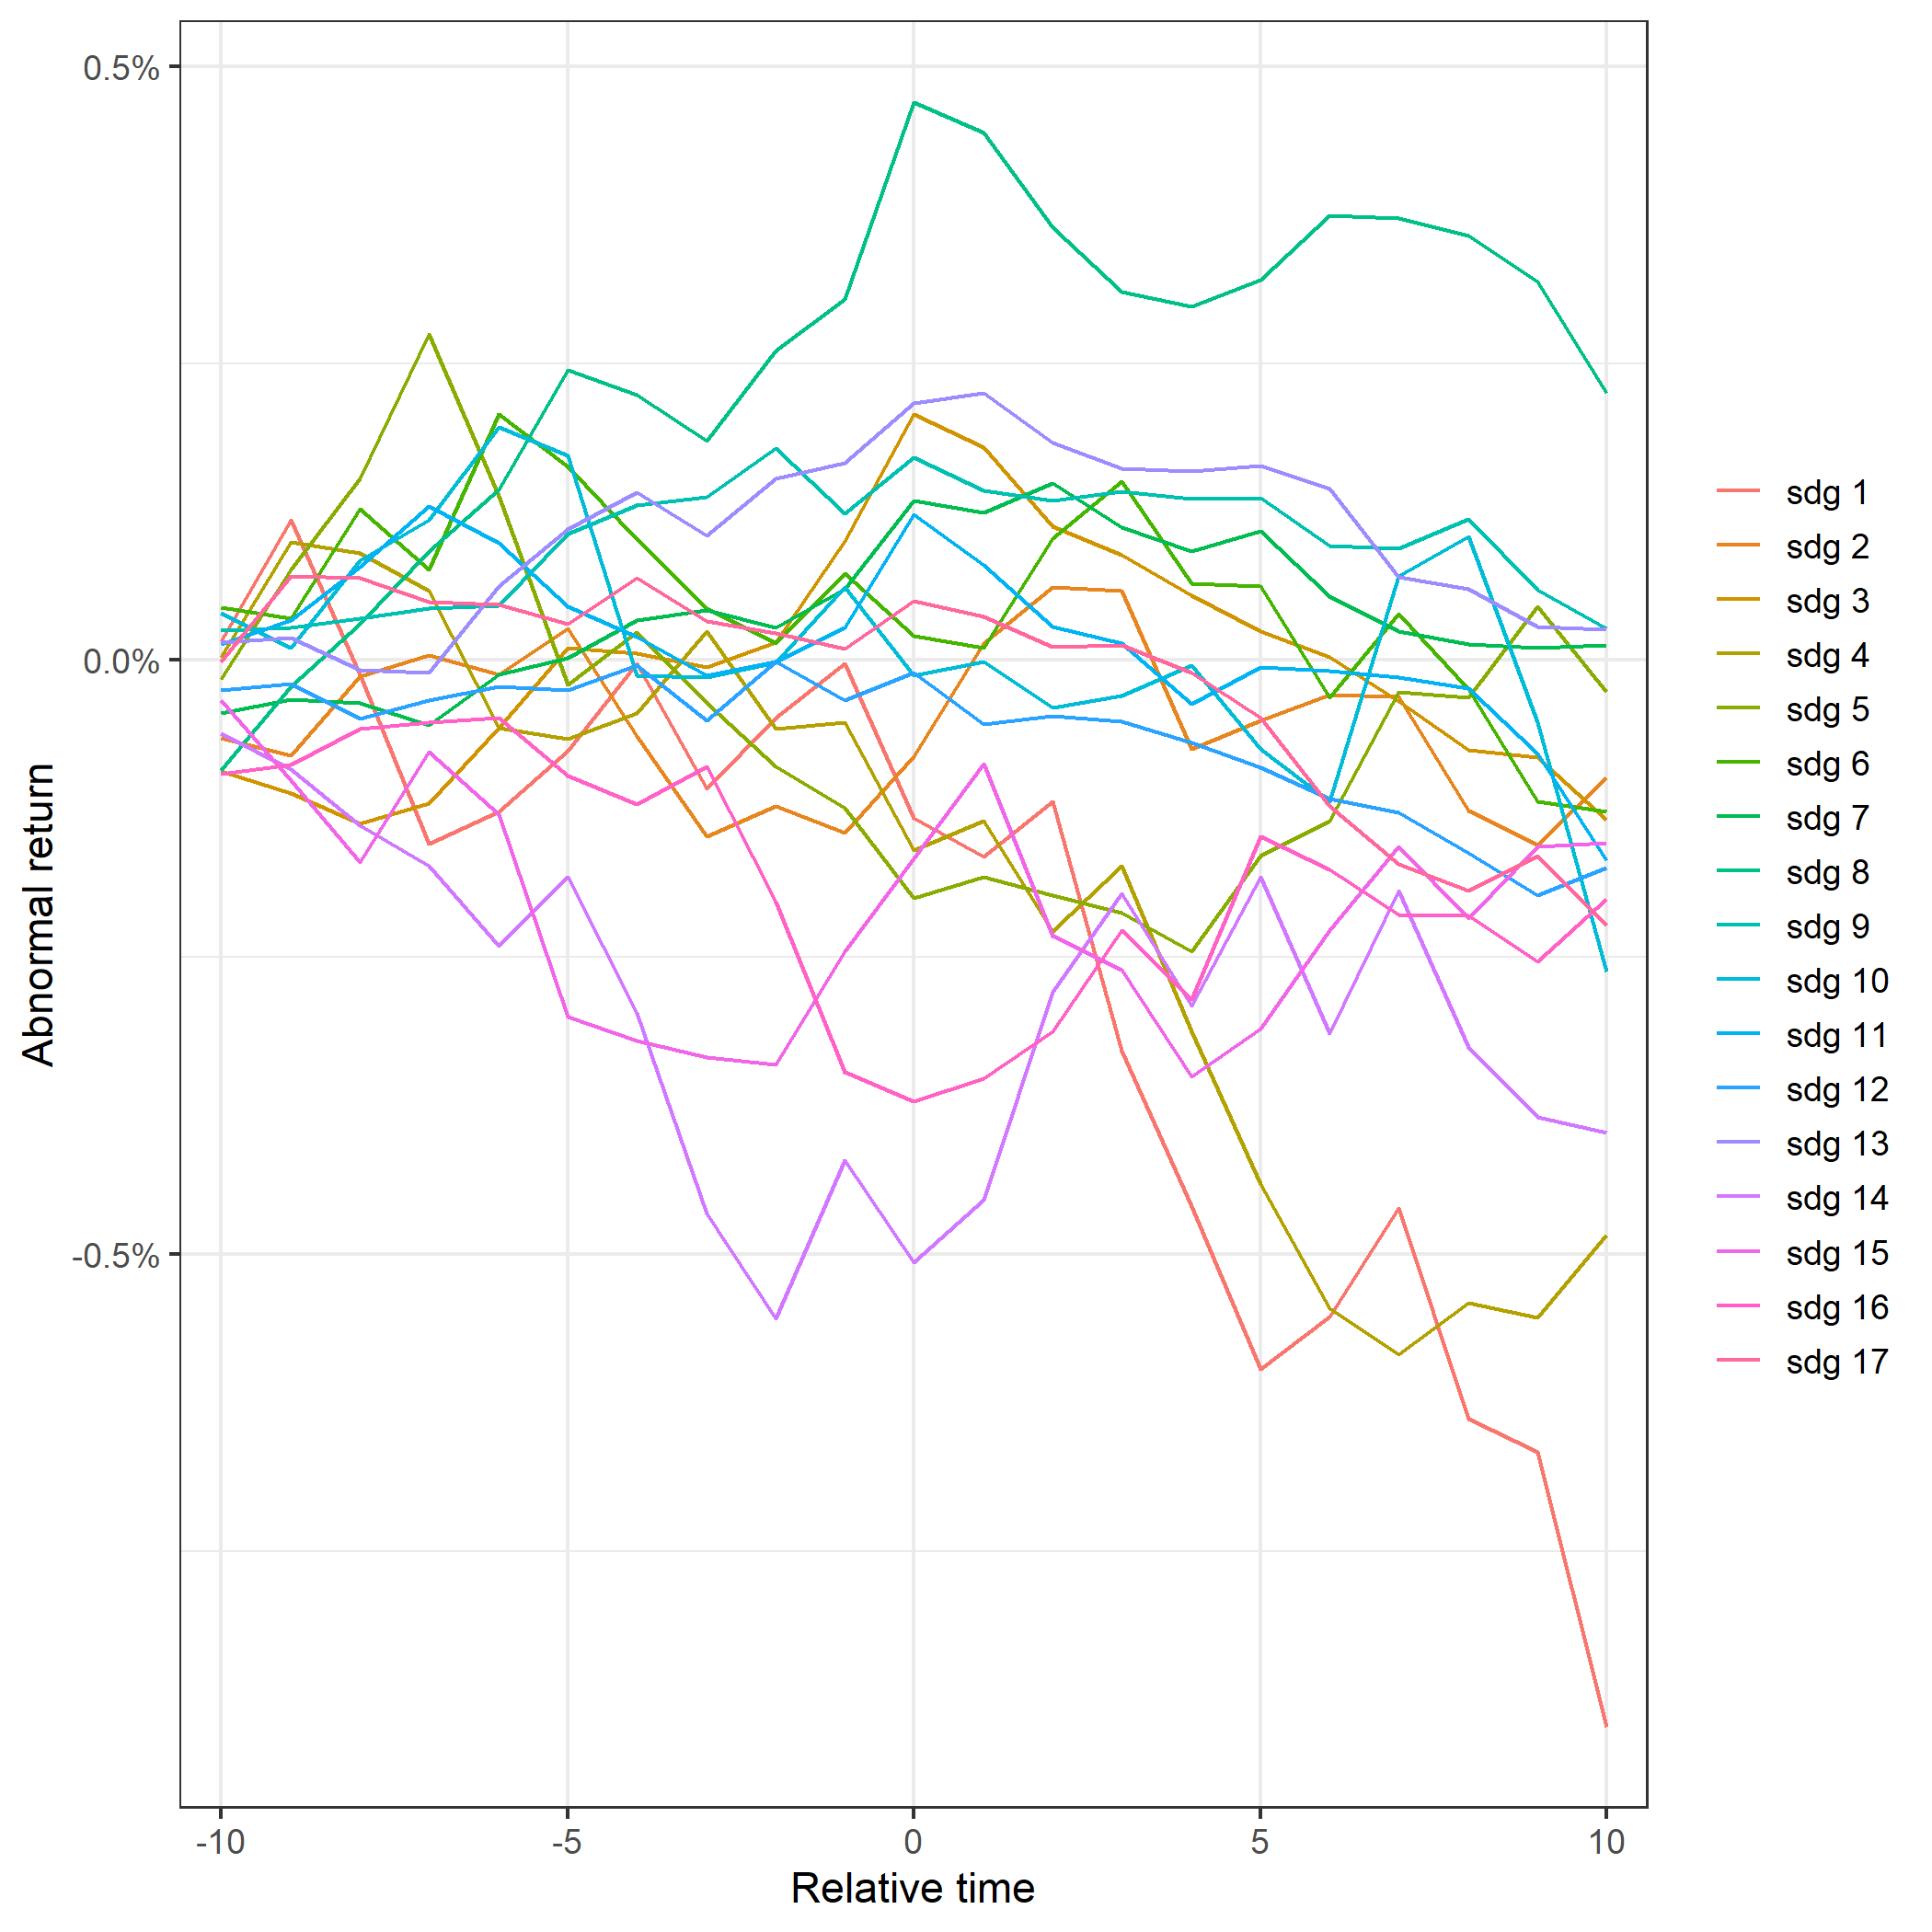 Abnormal return
0.5%
0.0%
-0.5%
-10
-5
0
5
10
Relative time
sdg 1
sdg 2
sdg 3
sdg 4
sdg 5
sdg 6
sdg 7
sdg 8
sdg 9
sdg 10
sdg 11
sdg 12
sdg 13
sdg 14
sdg 15
sdg 16
sdg 17